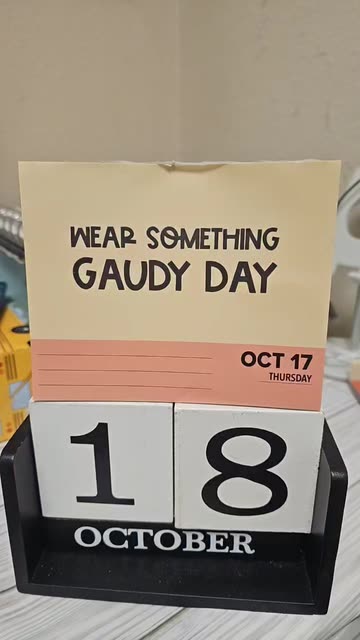 WEAR SOMETHING
GAUDY DAY
OCT 17
THURSDAY
18
OCTOBER